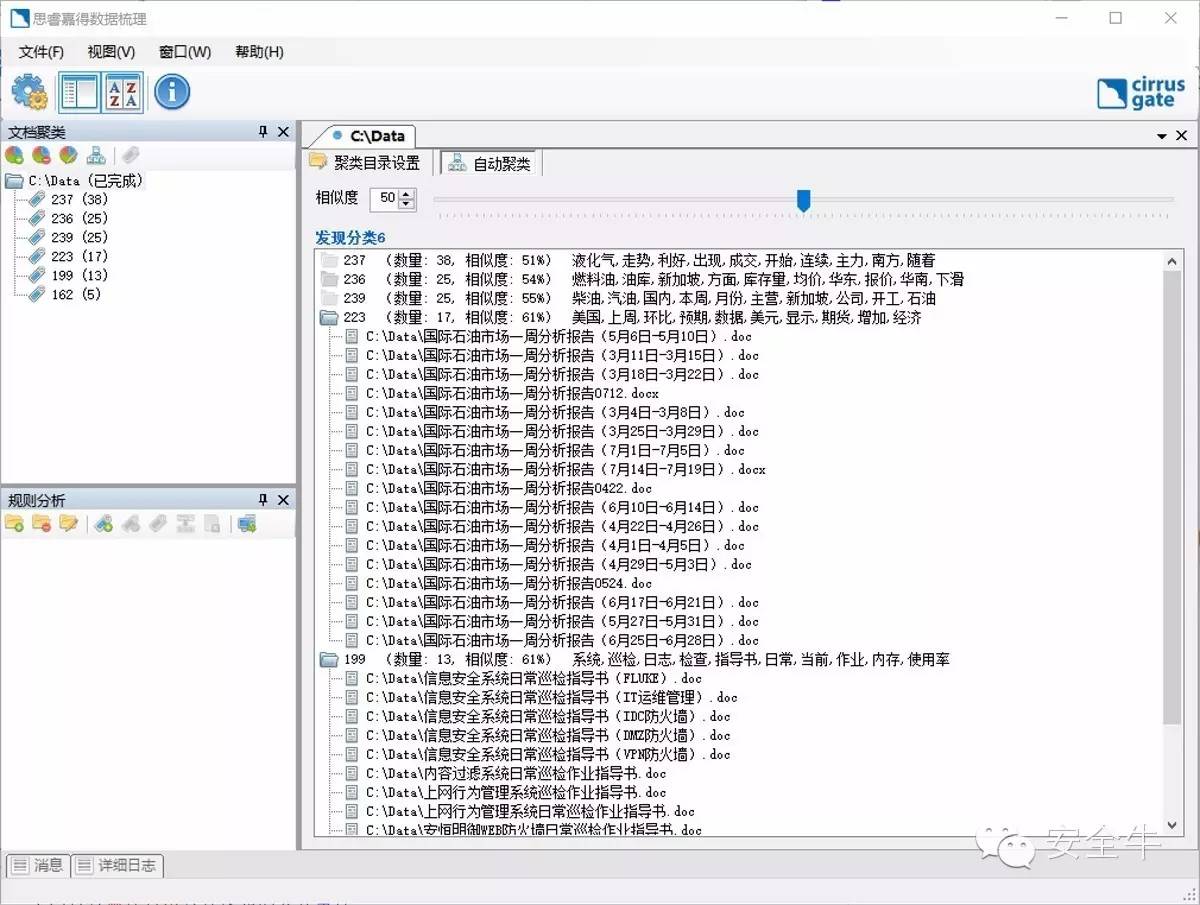 思睿嘉得数据梳理
文件(F) 视图(V) 窗口(W) 帮助(H)
cirrus
gate
文档聚类
C:\Data (已完成)
237 (38)
236 (25)
239 (25)
223 (17)
199 (13)
162 (5)
规则分析
C:\Data
聚类目录设置 自动聚类
相似度 50
发现分类6
237 (数量: 38, 相似度: 51%) 液化气,走势,利好,出现,成交,开始,连续,主力,南方,随着
236 (数量: 25, 相似度: 54%) 燃料油,油库,新加坡,方面,库存量,均价,华东,报价,华南,下滑
239 (数量: 25, 相似度: 55%) 柴油,汽油,国内,本周,月份,主营,新加坡,公司,开工,石油
223 (数量: 17, 相似度: 61%) 美国,上周,环比,预期,数据,美元,显示,期货,增加,经济
C:\Data\国际石油市场一周分析报告（5月6日-5月10日）.doc
C:\Data\国际石油市场一周分析报告（3月11日-3月15日）.doc
C:\Data\国际石油市场一周分析报告（3月18日-3月22日）.doc
C:\Data\国际石油市场一周分析报告0712.docx
C:\Data\国际石油市场一周分析报告（3月4日-3月8日）.doc
C:\Data\国际石油市场一周分析报告（3月25日-3月29日）.doc
C:\Data\国际石油市场一周分析报告（7月1日-7月5日）.doc
C:\Data\国际石油市场一周分析报告（7月14日-7月19日）.docx
C:\Data\国际石油市场一周分析报告0422.doc
C:\Data\国际石油市场一周分析报告（6月10日-6月14日）.doc
C:\Data\国际石油市场一周分析报告（4月22日-4月26日）.doc
C:\Data\国际石油市场一周分析报告（4月1日-4月5日）.doc
C:\Data\国际石油市场一周分析报告（4月29日-5月3日）.doc
C:\Data\国际石油市场一周分析报告0524.doc
C:\Data\国际石油市场一周分析报告（6月17日-6月21日）.doc
C:\Data\国际石油市场一周分析报告（5月27日-5月31日）.doc
C:\Data\国际石油市场一周分析报告（6月25日-6月28日）.doc
199 (数量: 13, 相似度: 61%) 系统,巡检,日志,检查,指导书,日常,当前,作业,内存,使用率
C:\Data\信息安全系统日常巡检指导书（FLUKE）.doc
C:\Data\信息安全系统日常巡检指导书（IT运维管理）.doc
C:\Data\信息安全系统日常巡检指导书（IDC防火墙）.doc
C:\Data\信息安全系统日常巡检指导书（DMZ防火墙）.doc
C:\Data\信息安全系统日常巡检指导书（VPN防火墙）.doc
C:\Data\内容过滤系统日常巡检作业指导书.doc
C:\Data\上网行为管理系统巡检作业指导书.doc
C:\Data\上网行为管理系统日常巡检作业指导书.doc
C:\Data\安恒明御WEB防火墙日常巡检作业指导书.doc
安全牛
消息 详细日志